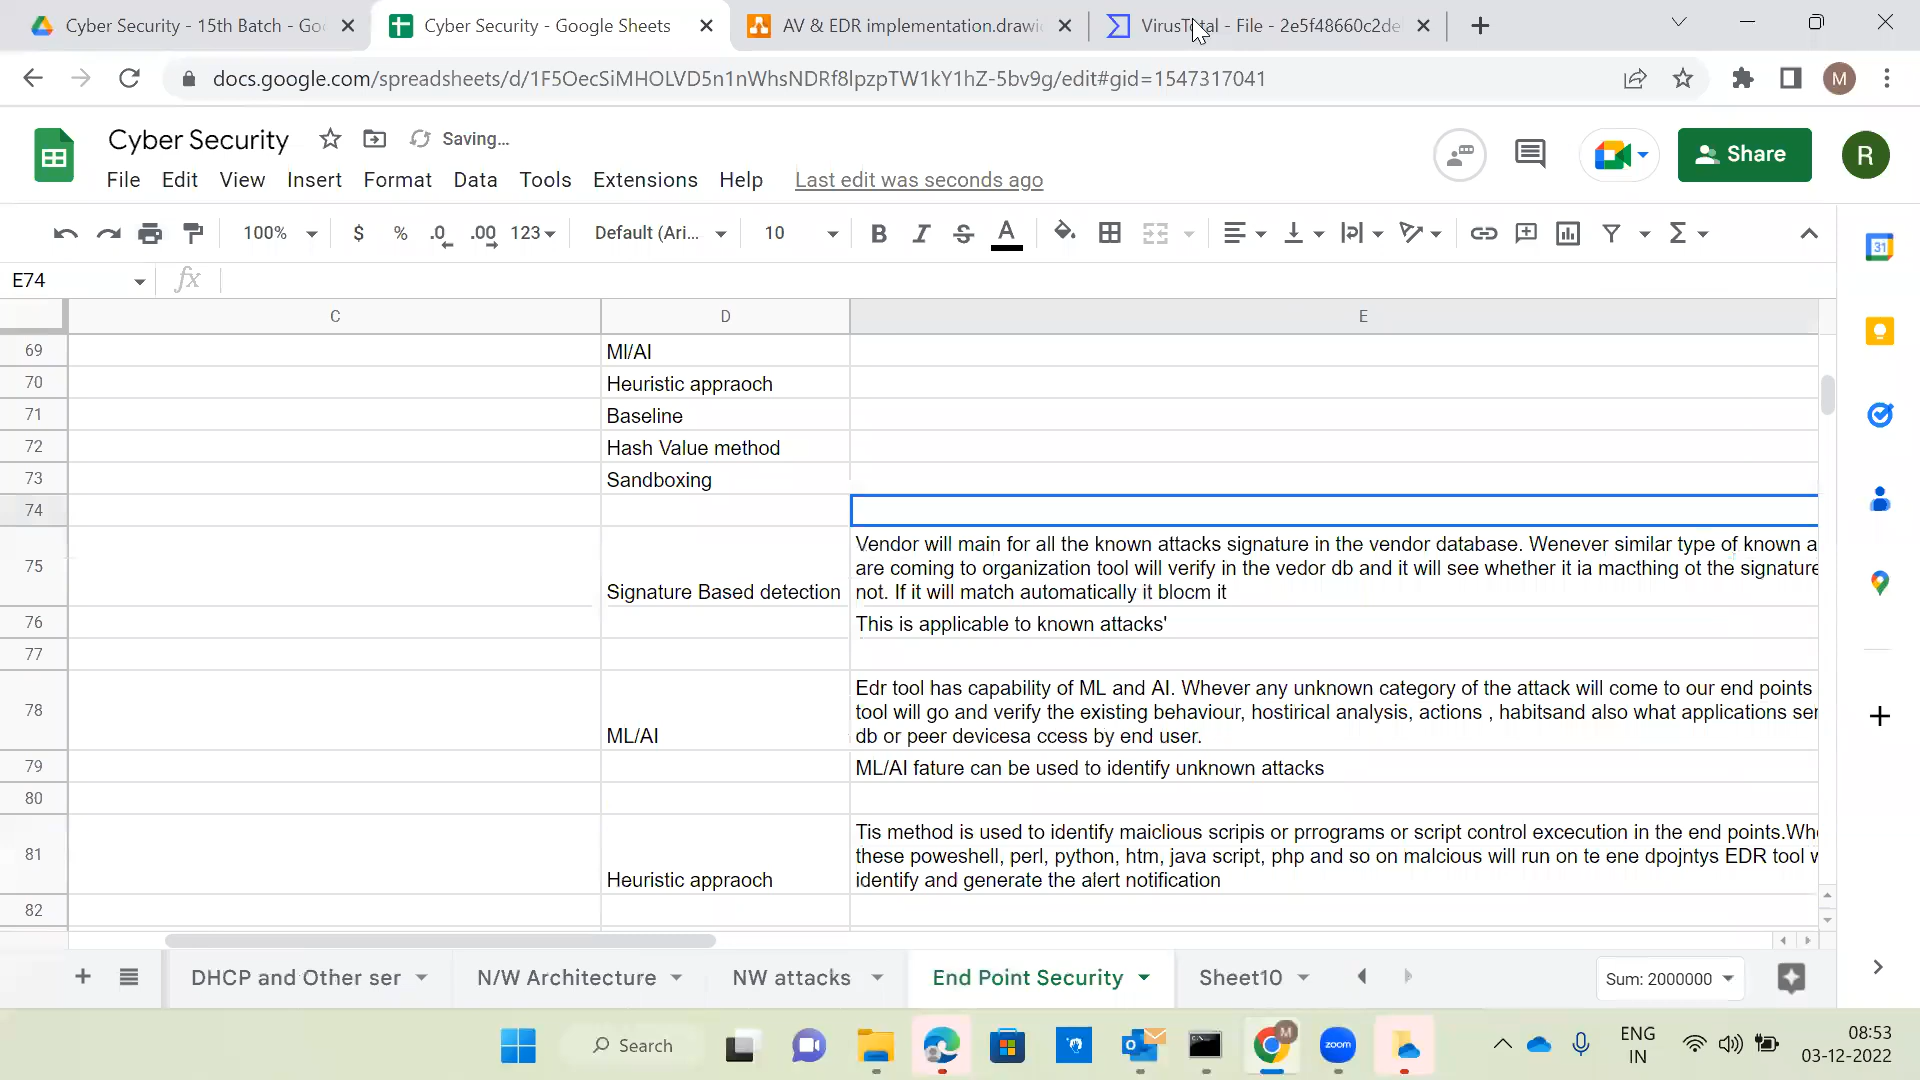 Cyber Security - 15th Batch - Go
Cyber Security - Google Sheets
AV & EDR implementation.drawi
VirusTotal - File - 2e5f48660c2de
docs.google.com/spreadsheets/d/1F5OecSiMHOLVD5n1nWhsNDRf8lpzpTW1kY1hZ-5bv9g/edit#gid=1547317041
M
Cyber Security
Saving...
Share
R
File Edit View Insert Format Data Tools Extensions Help Last edit was seconds ago
100% $ % .0 .00 123 Default (Ari... 10 B I S A
31
E74 fx
C D E
69 Ml/AI
70 Heuristic appraoch
71 Baseline
72 Hash Value method
73 Sandboxing
74
Vendor will main for all the known attacks signature in the vendor database. Wenever similar type of known a
75 are coming to organization tool will verify in the vedor db and it will see whether it ia macthing ot the signature
Signature Based detection not. If it will match automatically it blocm it
76 This is applicable to known attacks'
77
Edr tool has capability of ML and AI. Whever any unknown category of the attack will come to our end points
78 tool will go and verify the existing behaviour, hostirical analysis, actions , habitsand also what applications ser
ML/AI db or peer devicesa ccess by end user.
79 ML/AI fature can be used to identify unknown attacks
80
Tis method is used to identify maiclious scripis or prrograms or script control excecution in the end points.Whe
81 these poweshell, perl, python, htm, java script, php and so on malcious will run on te ene dpojntys EDR tool w
Heuristic appraoch identify and generate the alert notification
82
DHCP and Other ser N/W Architecture NW attacks End Point Security Sheet10 Sum: 2000000
Search
M
zoom
ENG
IN
08:53
03-12-2022